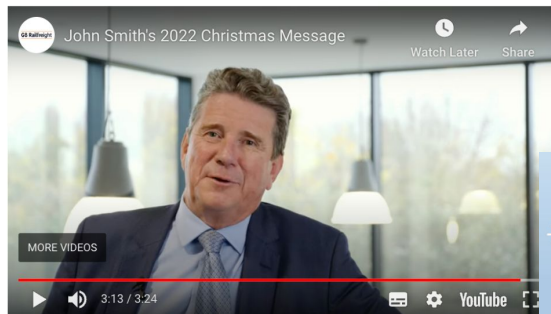 GB Railfreight
John Smith's 2022 Christmas Message
Watch Later
Share
MORE VIDEOS
3:13 / 3:24
YouTube